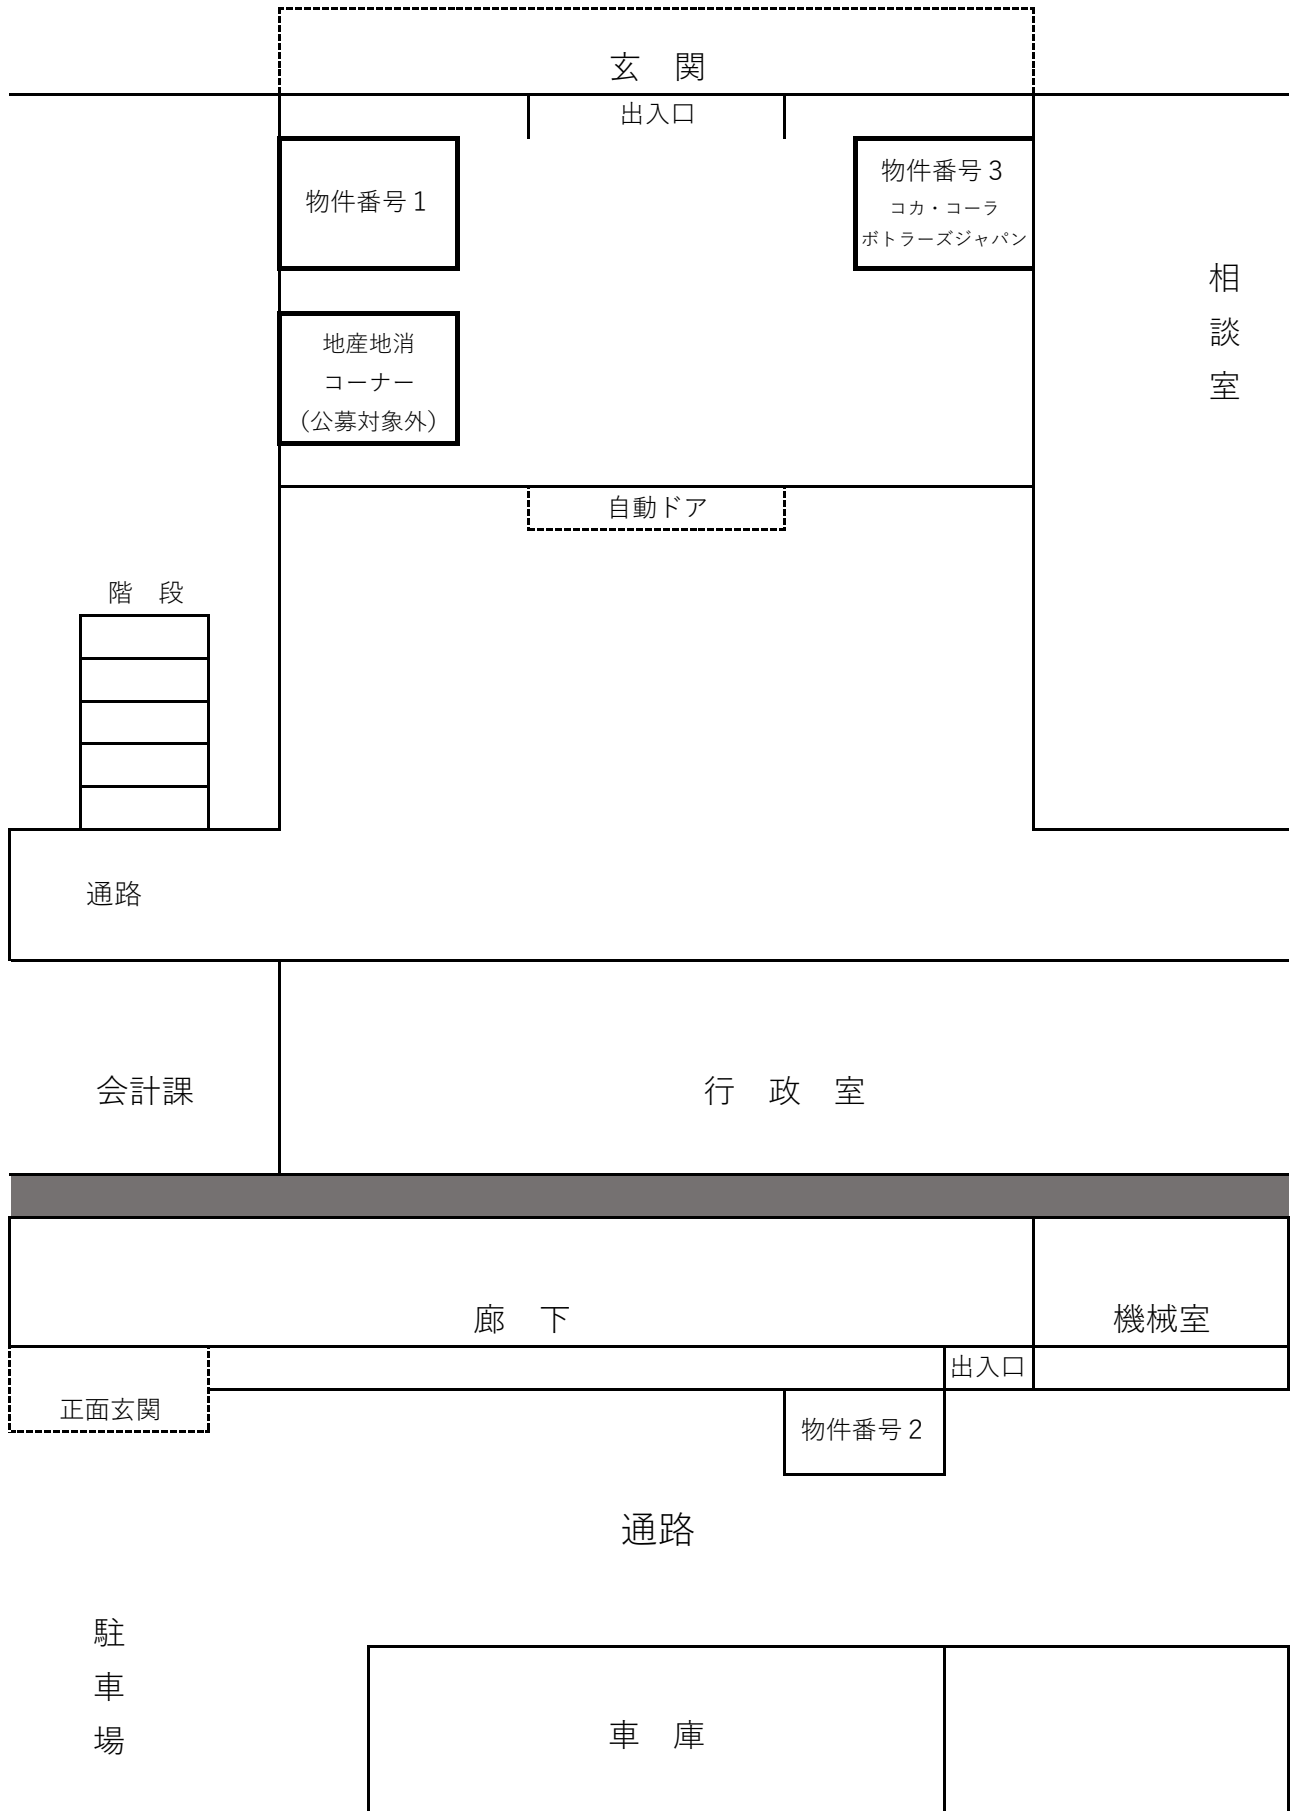 玄　関
出入口
物件番号１
物件番号３
コカ・コーラ
ボトラーズジャパン
相談室
地産地消
コーナー
（公募対象外）
自動ドア
階　段
通路
会計課
行　政　室
廊　下
機械室
出入口
正面玄関
物件番号２
通路
駐車場
車　庫